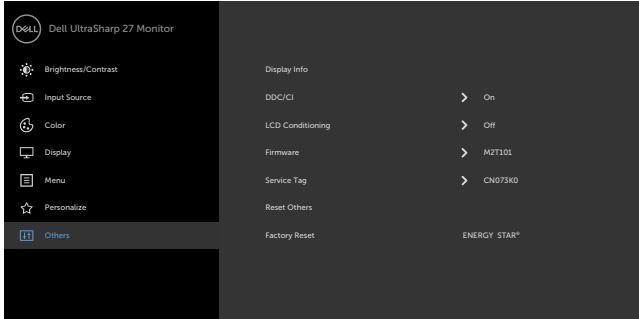 DELL Dell UltraSharp 27 Monitor
Brightness/Contrast
Input Source
Color
Display
Menu
Personalize
Others
Display Info
DDC/CI On
LCD Conditioning Off
Firmware M2T101
Service Tag CN073K0
Reset Others
Factory Reset ENERGY STAR®